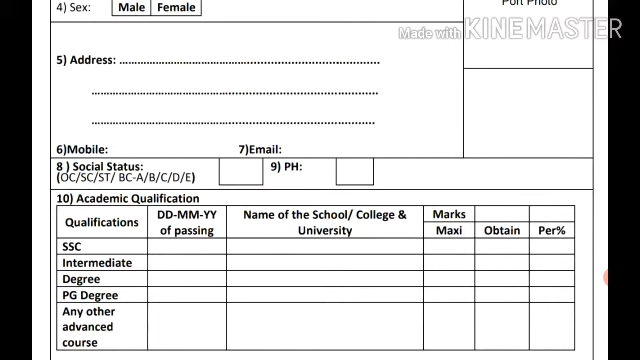 Port Photo
4) Sex: Male Female
Made with KINEMASTER
5) Address: ........................................................................
........................................................................
........................................................................
6)Mobile: 7)Email:
8 ) Social Status: 9) PH:
(OC/SC/ST/ BC-A/B/C/D/E)
10) Academic Qualification
Qualifications DD-MM-YY of passing Name of the School/ College & University Marks
Maxi Obtain Per%
SSC
Intermediate
Degree
PG Degree
Any other
advanced
course